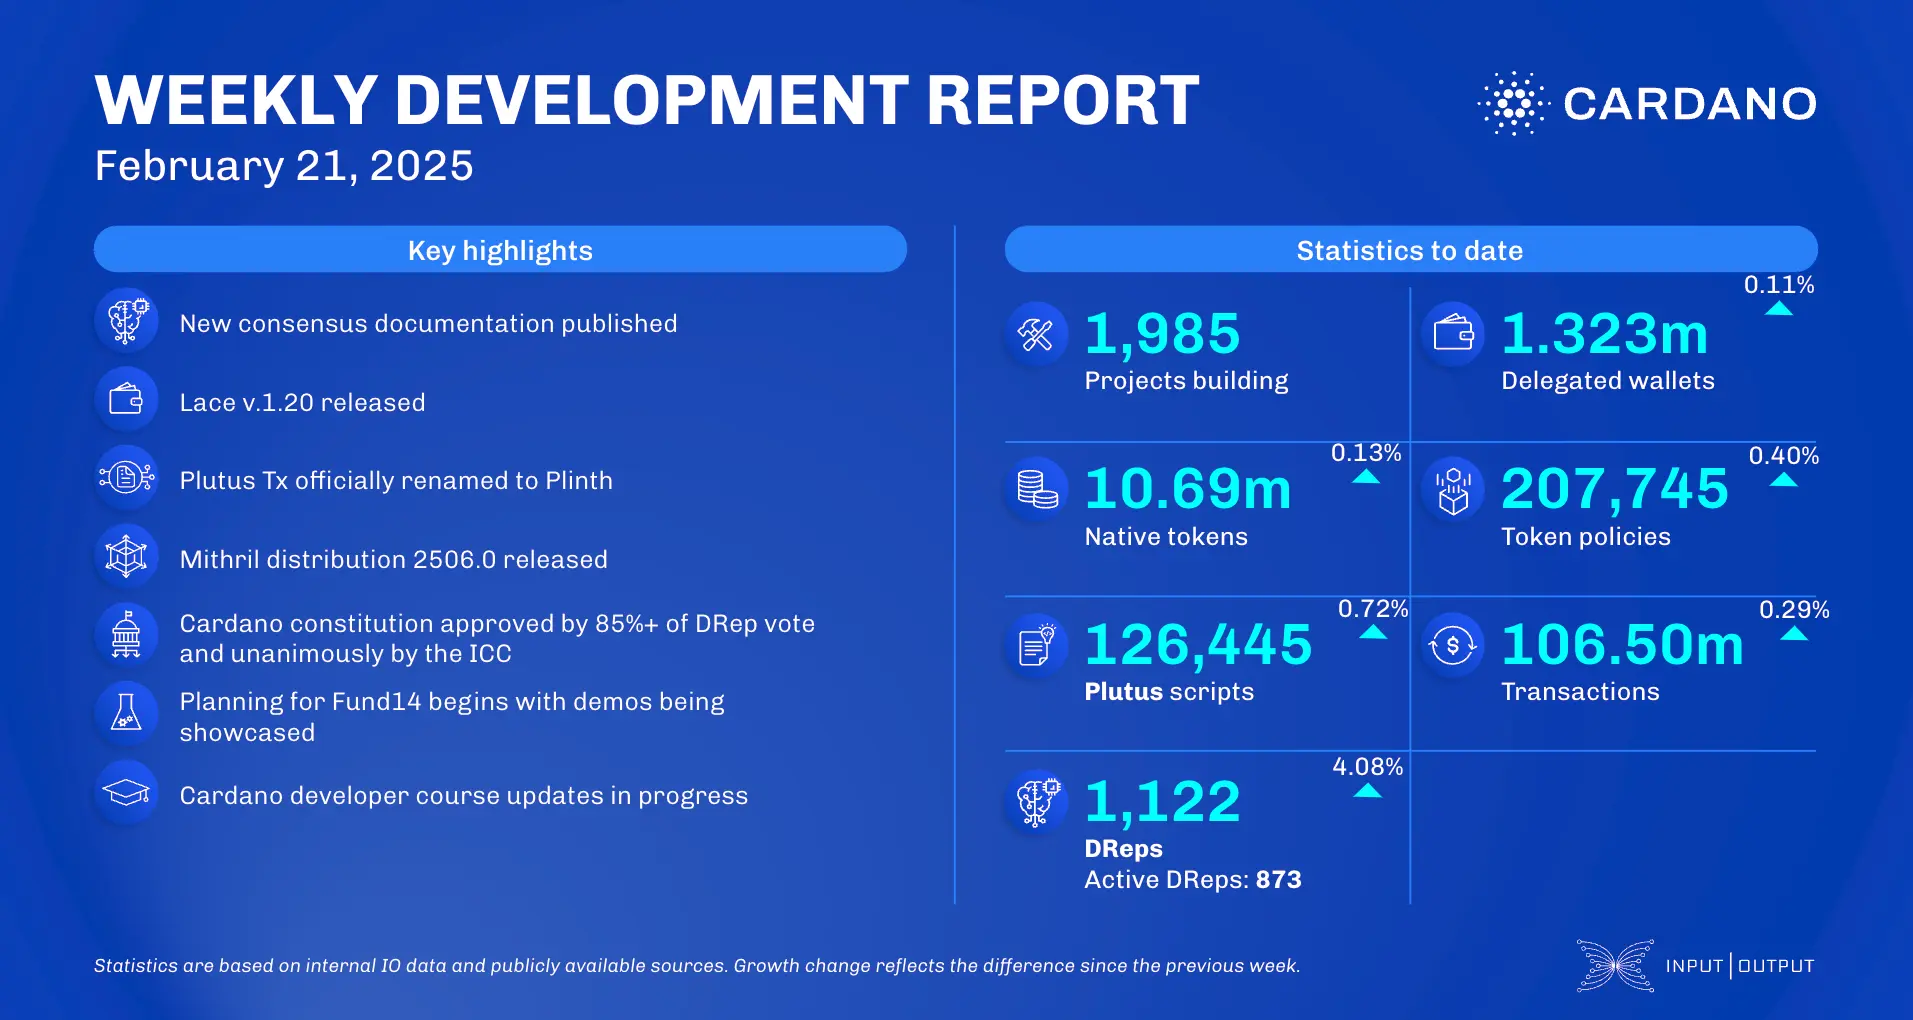 WEEKLY DEVELOPMENT REPORT
February 21, 2025
CARDANO
Key highlights
New consensus documentation published
Lace v.1.20 released
Plutus Tx officially renamed to Plinth
Mithril distribution 2506.0 released
Cardano constitution approved by 85%+ of DRep vote
and unanimously by the ICC
Planning for Fund14 begins with demos being
showcased
Cardano developer course updates in progress
Statistics to date
1,985
Projects building
0.11%
1.323m
Delegated wallets
0.13%
10.69m
Native tokens
0.40%
207,745
Token policies
0.72%
126,445
Plutus scripts
0.29%
106.50m
Transactions
4.08%
1,122
DReps
Active DReps: 873
Statistics are based on internal IO data and publicly available sources. Growth change reflects the difference since the previous week.
INPUT | OUTPUT